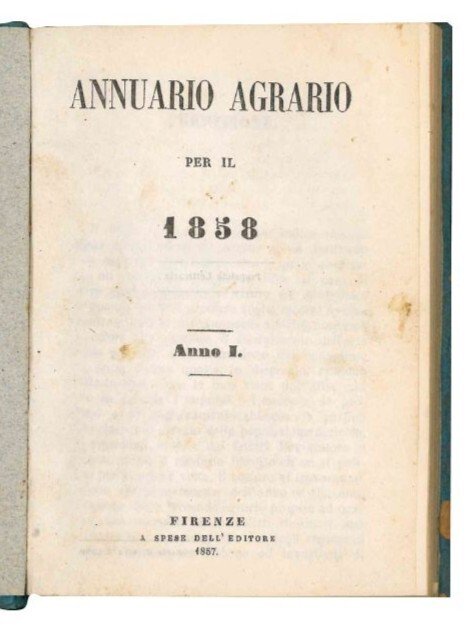 ANNUARIO AGRARIO
PER IL
1858
Anno I.
FIRENZE
A SPESE DELL'EDITORE
1857.